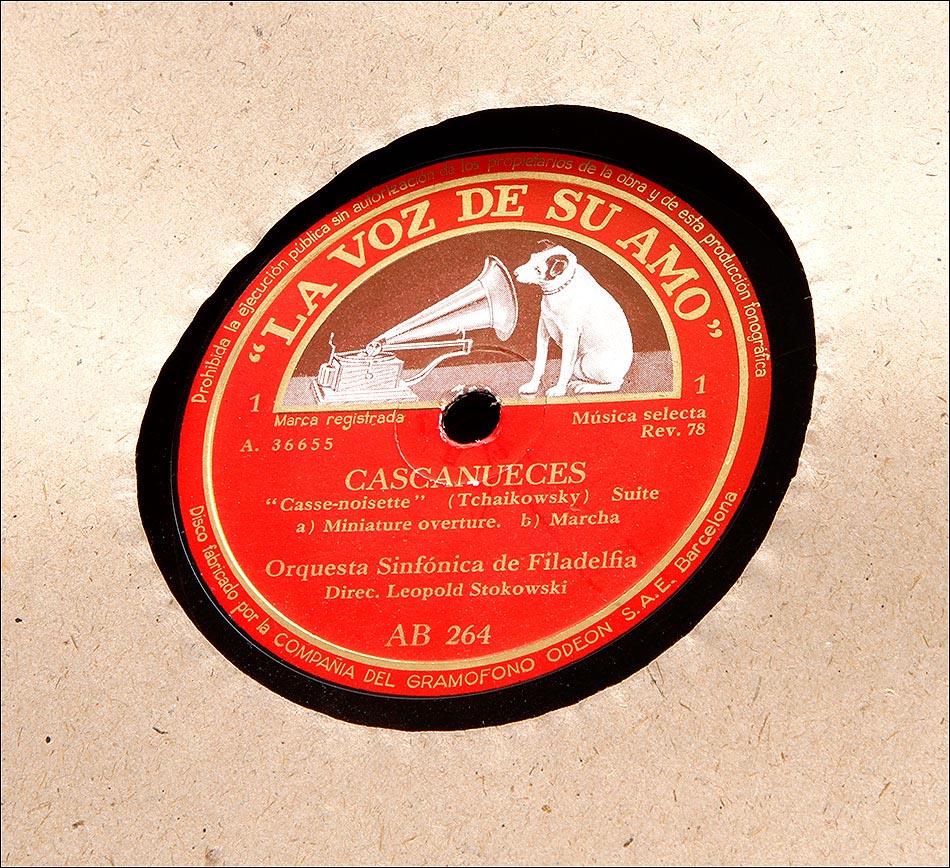 Prohibida la ejecución pública sin autorización de los propietarios de la obra y de esta producción fonográfica
“LA VOZ DE SU AMO”
1 1
Marca registrada
Música selecta
A. 36655
Rev. 78
CASCANUECES
“Casse-noisette” (Tchaikowsky) Suite
a) Miniature overture. b) Marcha
Orquesta Sinfónica de Filadelfia
Direc. Leopold Stokowski
AB 264
Disco fabricado por la COMPAÑIA DEL GRAMOFONO ODEON S.A.E. Barcelona